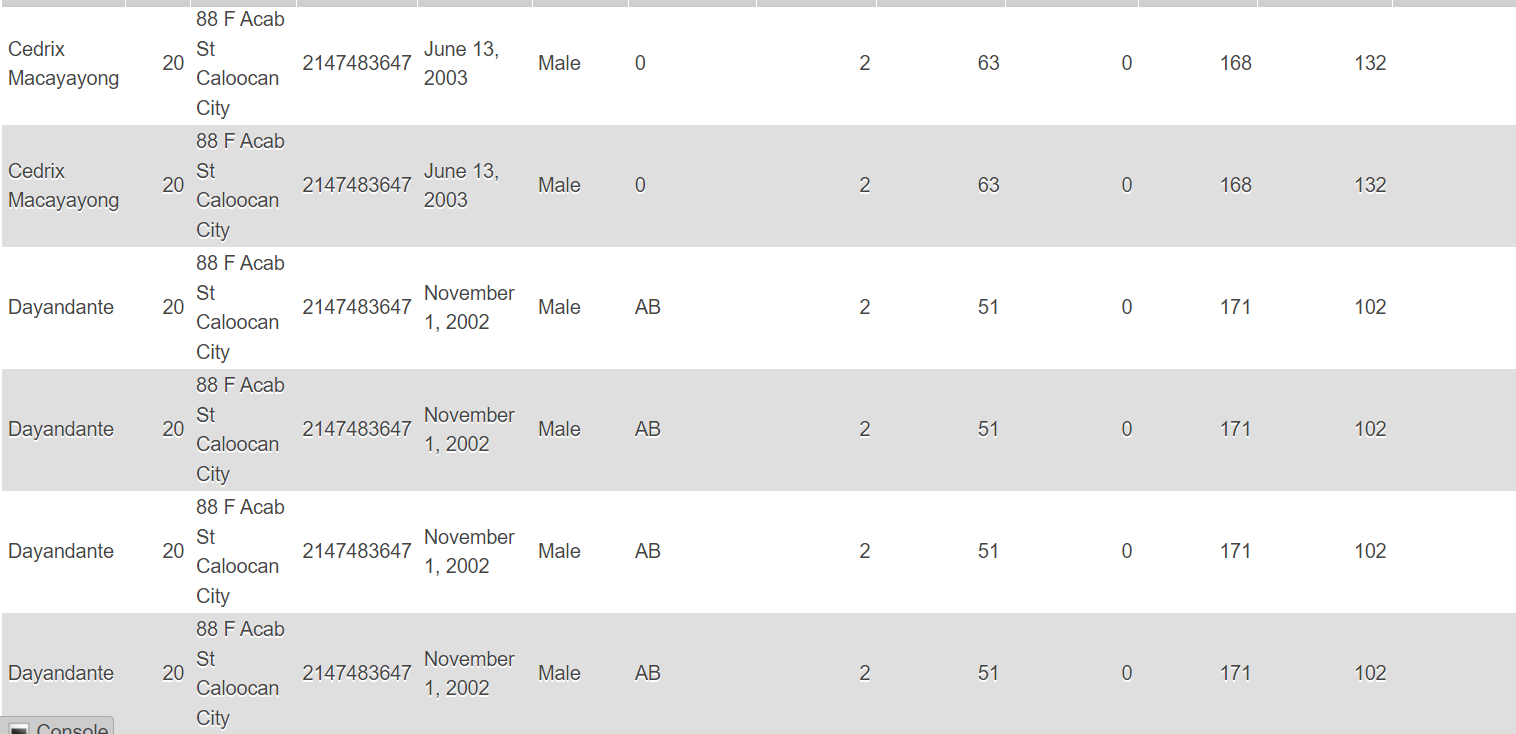 88 F Acab
Cedrix St June 13,
20 2147483647 Male 0 2 63 0 168 132
Macayayong Caloocan 2003
City
88 F Acab
Cedrix St June 13,
20 2147483647 Male 0 2 63 0 168 132
Macayayong Caloocan 2003
City
88 F Acab
St November
Dayandante 20 2147483647 Male AB 2 51 0 171 102
Caloocan 1, 2002
City
88 F Acab
St November
Dayandante 20 2147483647 Male AB 2 51 0 171 102
Caloocan 1, 2002
City
88 F Acab
St November
Dayandante 20 2147483647 Male AB 2 51 0 171 102
Caloocan 1, 2002
City
88 F Acab
St November
Dayandante 20 2147483647 Male AB 2 51 0 171 102
Caloocan 1, 2002
City
Console